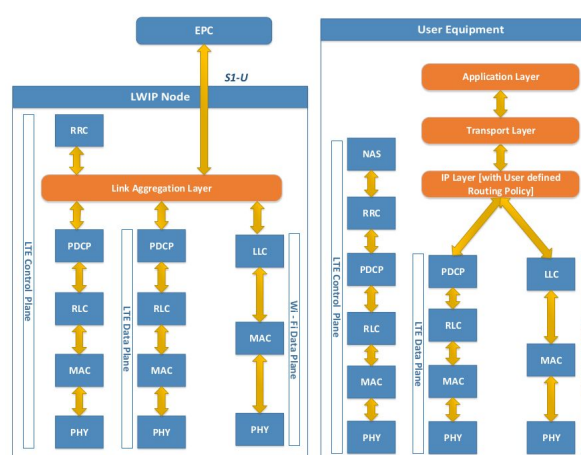 EPC
S1-U
LWIP Node
LTE Control Plane
RRC
Link Aggregation Layer
PDCP
RLC
MAC
PHY
LTE Data Plane
PDCP
RLC
MAC
PHY
LLC
MAC
PHY
Wi - Fi Data Plane
User Equipment
Application Layer
Transport Layer
IP Layer [with User defined
Routing Policy]
LTE Control Plane
NAS
RRC
PDCP
RLC
MAC
PHY
LTE Data Plane
PDCP
RLC
MAC
PHY
LLC
MAC
PHY